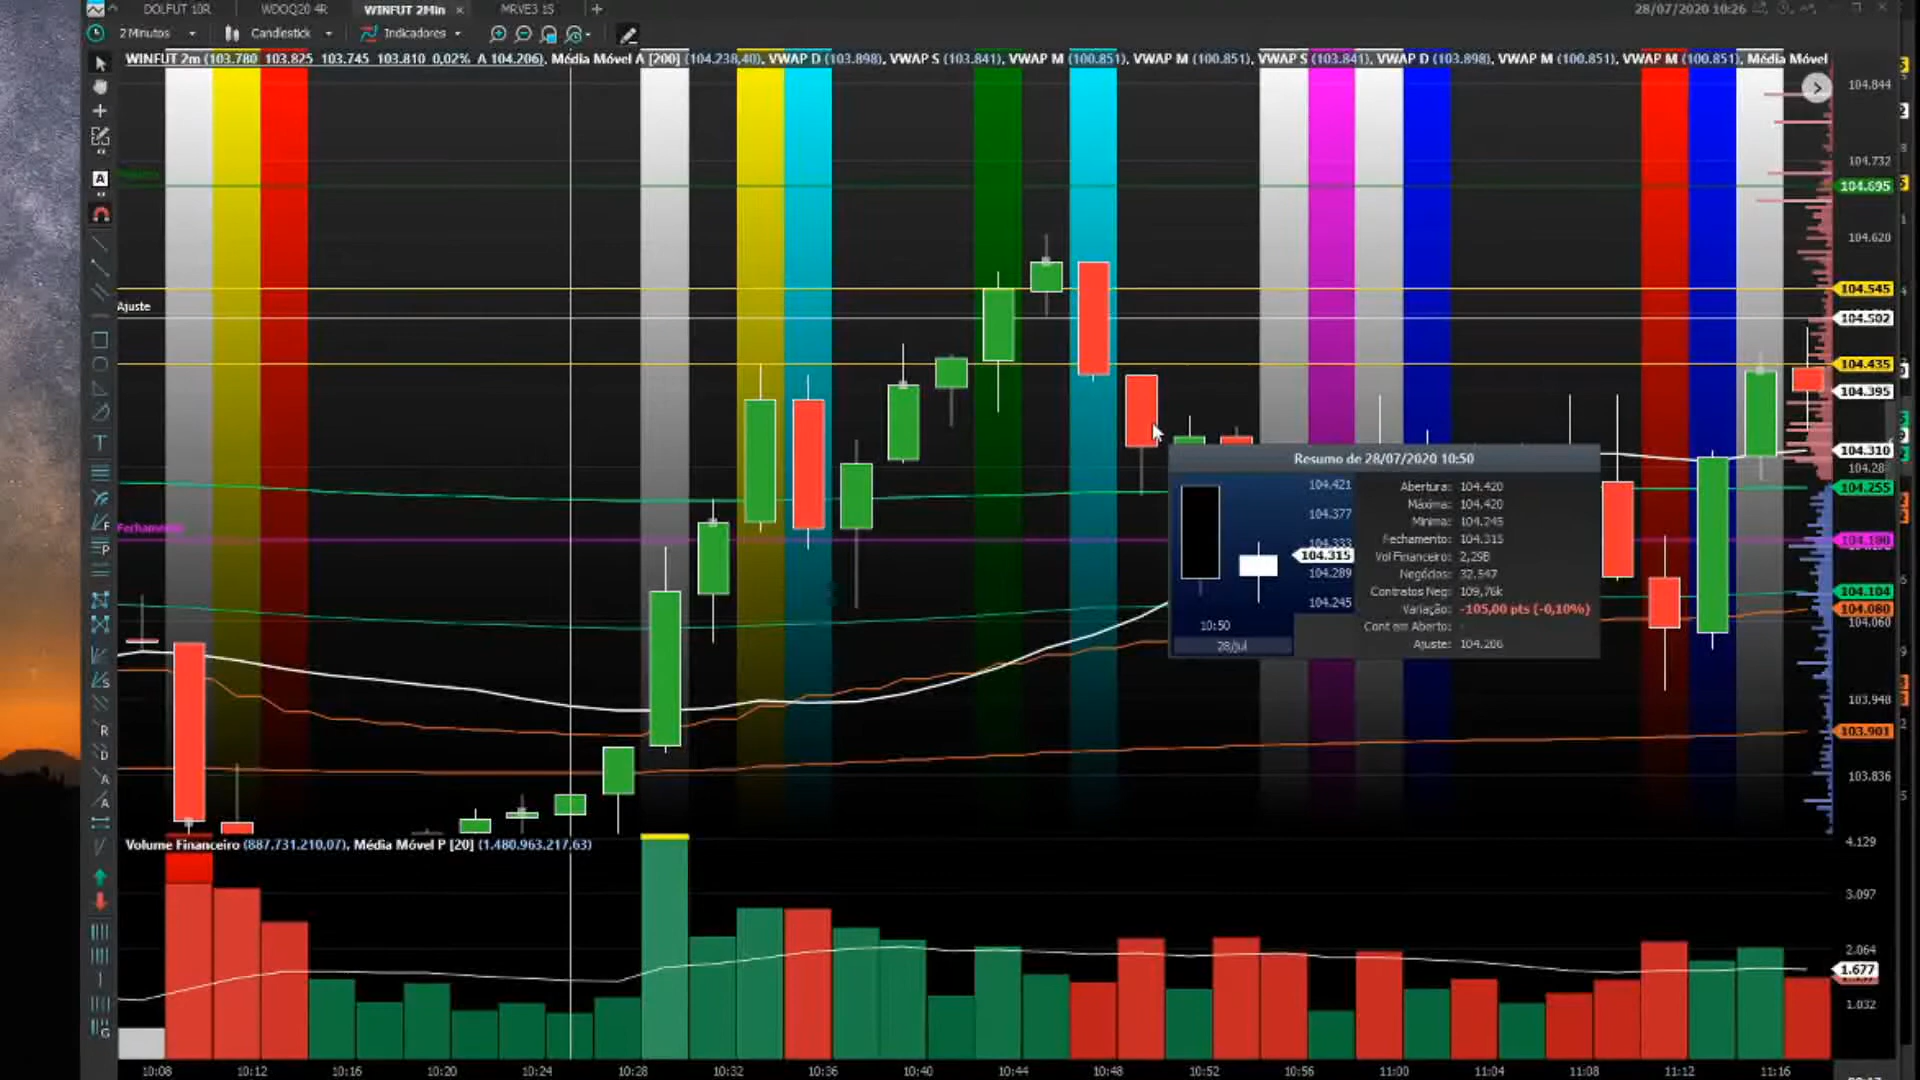 DOLFUT 10R
WDOQ20 4R
WINFUT 2Min
MRVE3 1S
28/07/2020 10:26
2 Minutos
Candlestick
Indicadores
WINFUT 2m (103.780 103.825 103.745 103.810 0,02% A 104.206), Média Móvel A [200] (104.238,40), VWAP D (103.898), VWAP S (103.841), VWAP M (100.851), VWAP M (100.851), VWAP S (103.841), VWAP D (103.898), VWAP M (100.851), VWAP M (100.851), Média Móvel
104.844
104.732
104.695
104.620
104.545
Ajuste
104.502
104.435
104.395
104.310
104.28
104.255
Fechamento
104.180
104.104
104.080
104.060
103.948
103.901
103.836
Resumo de 28/07/2020 10:50
104.421
104.377
104.333
104.315
104.289
104.245
10:50
28/jul
Abertura: 104.420
Máxima: 104.420
Mínima: 104.245
Fechamento: 104.315
Vol Financeiro: 2,29B
Negócios: 32.547
Contratos Neg: 109,76k
Variação: -105,00 pts (-0,10%)
Cont em Aberto: -
Ajuste: 104.206
Volume Financeiro (887.731.210,07), Média Móvel P [20] (1.480.963.217,63)
4.129
3.097
2.064
1.677
1.032
10:08 10:12 10:16 10:20 10:24 10:28 10:32 10:36 10:40 10:44 10:48 10:52 10:56 11:00 11:04 11:08 11:12 11:16